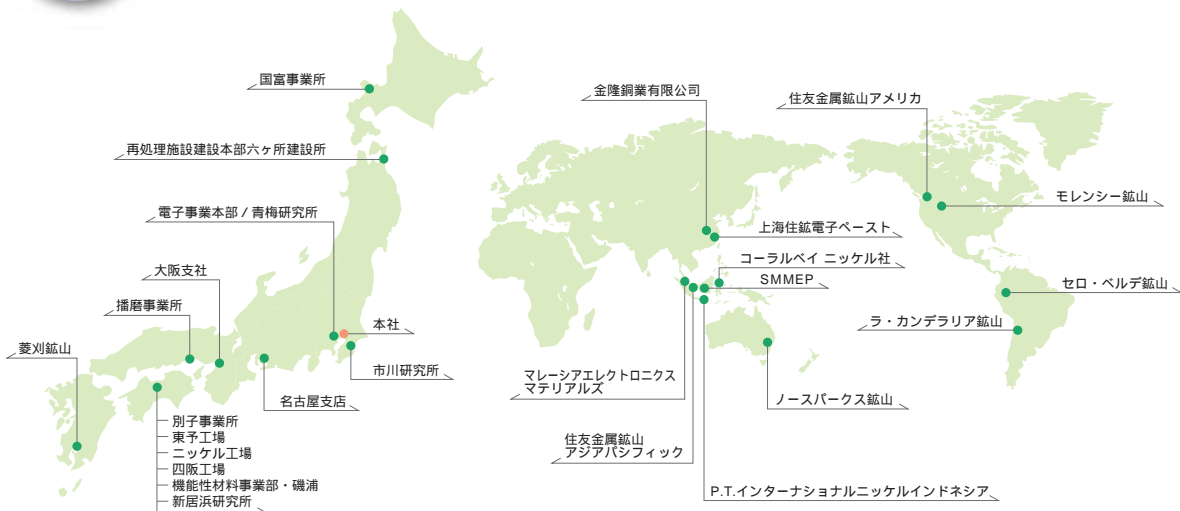 国富事業所
再処理施設建設本部六ヶ所建設所
電子事業本部 / 青梅研究所
大阪支社
播磨事業所
菱刈鉱山
本社
市川研究所
名古屋支店
別子事業所
東予工場
ニッケル工場
四阪工場
機能性材料事業部・磯浦
新居浜研究所
金隆銅業有限公司
住友金属鉱山アメリカ
モレンシー鉱山
上海住鉱電子ペースト
コーラルベイ ニッケル社
SMMEP
セロ・ベルデ鉱山
ラ・カンデラリア鉱山
マレーシアエレクトロニクス
マテリアルズ
ノースパークス鉱山
住友金属鉱山
アジアパシフィック
P.T.インターナショナルニッケルインドネシア